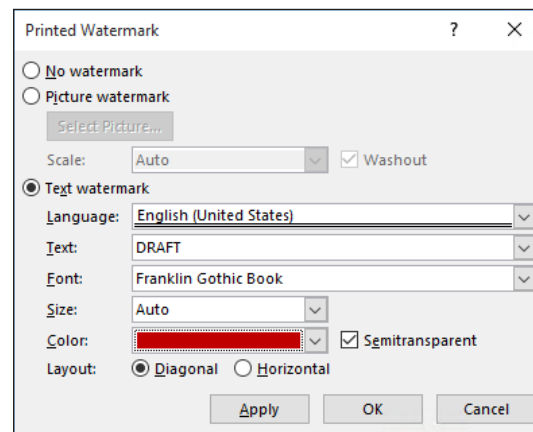 Printed Watermark ?
No watermark
Picture watermark
Select Picture...
Scale: Auto Washout
Text watermark
Language: English (United States)
Text: DRAFT
Font: Franklin Gothic Book
Size: Auto
Color: Semitransparent
Layout: Diagonal Horizontal
Apply OK Cancel